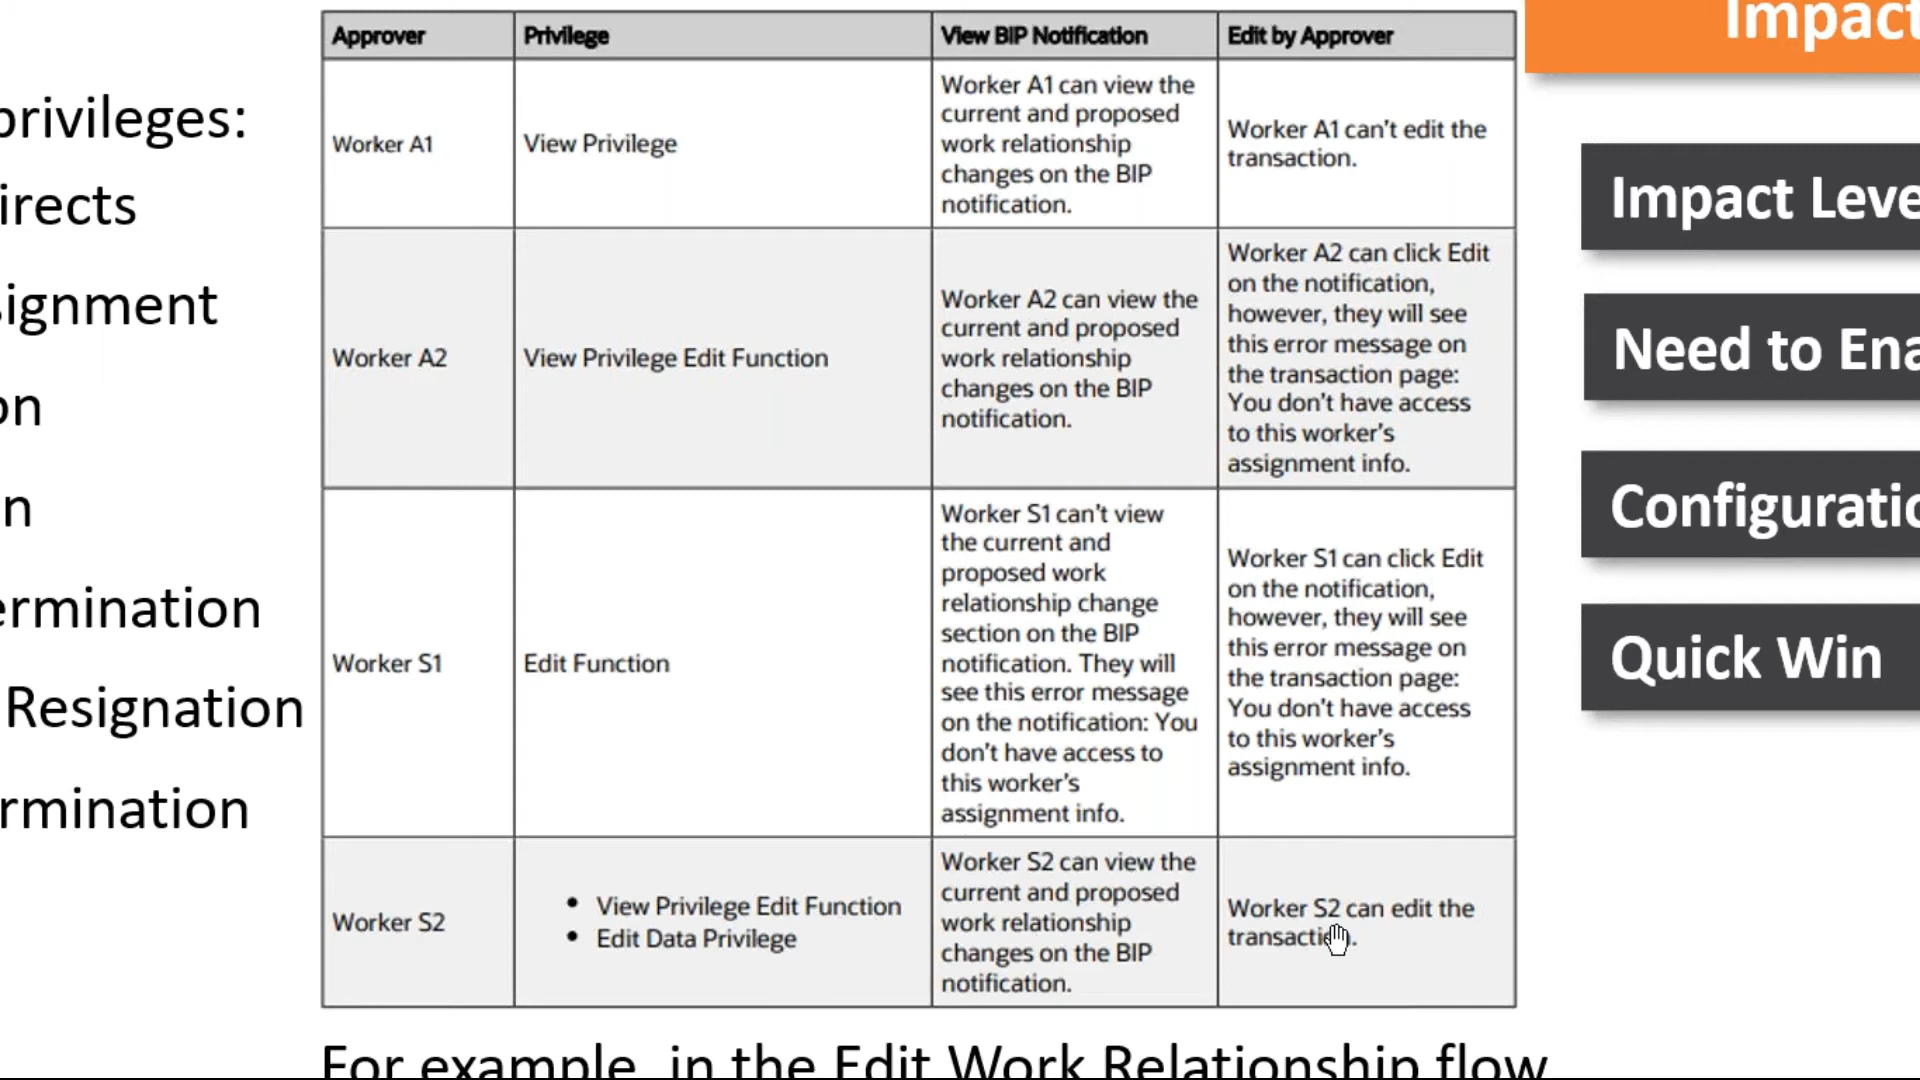 privileges:
irects
signment
on
n
ermination
Resignation
rmination
Approver Privilege View BIP Notification Edit by Approver
Worker A1
View Privilege
Worker A1 can view the
current and proposed
work relationship
changes on the BIP
notification.
Worker A1 can't edit the
transaction.
Worker A2
View Privilege Edit Function
Worker A2 can view the
current and proposed
work relationship
changes on the BIP
notification.
Worker A2 can click Edit
on the notification,
however, they will see
this error message on
the transaction page:
You don't have access
to this worker's
assignment info.
Worker S1
Edit Function
Worker S1 can't view
the current and
proposed work
relationship change
section on the BIP
notification. They will
see this error message
on the notification: You
don't have access to
this worker's
assignment info.
Worker S1 can click Edit
on the notification,
however, they will see
this error message on
the transaction page:
You don't have access
to this worker's
assignment info.
Worker S2
• View Privilege Edit Function
• Edit Data Privilege
Worker S2 can view the
current and proposed
work relationship
changes on the BIP
notification.
Worker S2 can edit the
transaction.
For example, in the Edit Work Relationship flow
Impact
Impact Leve
Need to Ena
Configuratio
Quick Win